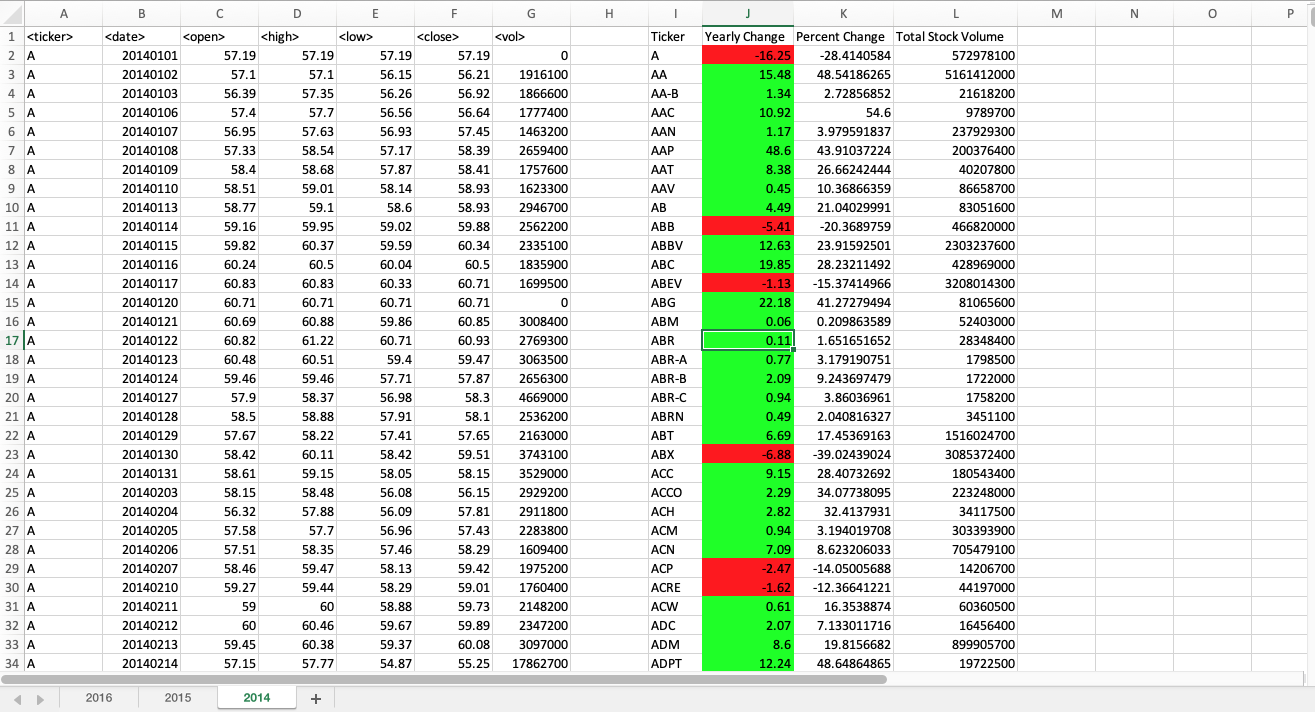 A B C D E F G H I J K L M N O P
1 <ticker> <date> <open> <high> <low> <close> <vol> Ticker Yearly Change Percent Change Total Stock Volume
2 A 20140101 57.19 57.19 57.19 57.19 0 A -16.25 -28.4140584 572978100
3 A 20140102 57.1 57.1 56.15 56.21 1916100 AA 15.48 48.54186265 5161412000
4 A 20140103 56.39 57.35 56.26 56.92 1866600 AA-B 1.34 2.72856852 21618200
5 A 20140106 57.4 57.7 56.56 56.64 1777400 AAC 10.92 54.6 9789700
6 A 20140107 56.95 57.63 56.93 57.45 1463200 AAN 1.17 3.979591837 237929300
7 A 20140108 57.33 58.54 57.17 58.39 2659400 AAP 48.6 43.91037224 200376400
8 A 20140109 58.4 58.68 57.87 58.41 1757600 AAT 8.38 26.66242444 40207800
9 A 20140110 58.51 59.01 58.14 58.93 1623300 AAV 0.45 10.36866359 86658700
10 A 20140113 58.77 59.1 58.6 58.93 2946700 AB 4.49 21.04029991 83051600
11 A 20140114 59.16 59.95 59.02 59.88 2562200 ABB -5.41 -20.3689759 466820000
12 A 20140115 59.82 60.37 59.59 60.34 2335100 ABBV 12.63 23.91592501 2303237600
13 A 20140116 60.24 60.5 60.04 60.5 1835900 ABC 19.85 28.23211492 428969000
14 A 20140117 60.83 60.83 60.33 60.71 1699500 ABEV -1.13 -15.37414966 3208014300
15 A 20140120 60.71 60.71 60.71 60.71 0 ABG 22.18 41.27279494 81065600
16 A 20140121 60.69 60.88 59.86 60.85 3008400 ABM 0.06 0.209863589 52403000
17 A 20140122 60.82 61.22 60.71 60.93 2769300 ABR 0.11 1.651651652 28348400
18 A 20140123 60.48 60.51 59.4 59.47 3063500 ABR-A 0.77 3.179190751 1798500
19 A 20140124 59.46 59.46 57.71 57.87 2656300 ABR-B 2.09 9.243697479 1722000
20 A 20140127 57.9 58.37 56.98 58.3 4669000 ABR-C 0.94 3.86036961 1758200
21 A 20140128 58.5 58.88 57.91 58.1 2536200 ABRN 0.49 2.040816327 3451100
22 A 20140129 57.67 58.22 57.41 57.65 2163000 ABT 6.69 17.45369163 1516024700
23 A 20140130 58.42 60.11 58.42 59.51 3743100 ABX -6.88 -39.02439024 3085372400
24 A 20140131 58.61 59.15 58.05 58.15 3529000 ACC 9.15 28.40732692 180543400
25 A 20140203 58.15 58.48 56.08 56.15 2929200 ACCO 2.29 34.07738095 223248000
26 A 20140204 56.32 57.88 56.09 57.81 2911800 ACH 2.82 32.4137931 34117500
27 A 20140205 57.58 57.7 56.96 57.43 2283800 ACM 0.94 3.194019708 303393900
28 A 20140206 57.51 58.35 57.46 58.29 1609400 ACN 7.09 8.623206033 705479100
29 A 20140207 58.46 59.47 58.13 59.42 1975200 ACP -2.47 -14.05005688 14206700
30 A 20140210 59.27 59.44 58.29 59.01 1760400 ACRE -1.62 -12.36641221 44197000
31 A 20140211 59 60 58.88 59.73 2148200 ACW 0.61 16.3538874 60360500
32 A 20140212 60 60.46 59.67 59.89 2347200 ADC 2.07 7.133011716 16456400
33 A 20140213 59.45 60.38 59.37 60.08 3097000 ADM 8.6 19.8156682 899905700
34 A 20140214 57.15 57.77 54.87 55.25 17862700 ADPT 12.24 48.64864865 19722500
2016 2015 2014 +